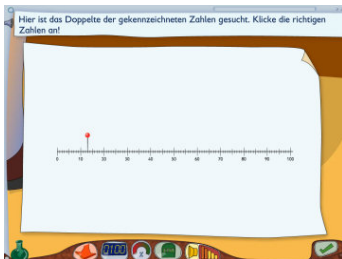 Hier ist das Doppelte der gekennzeichneten Zahlen gesucht. Klicke die richtigen
Zahlen an!
0 10 20 30 40 50 60 70 80 90 100